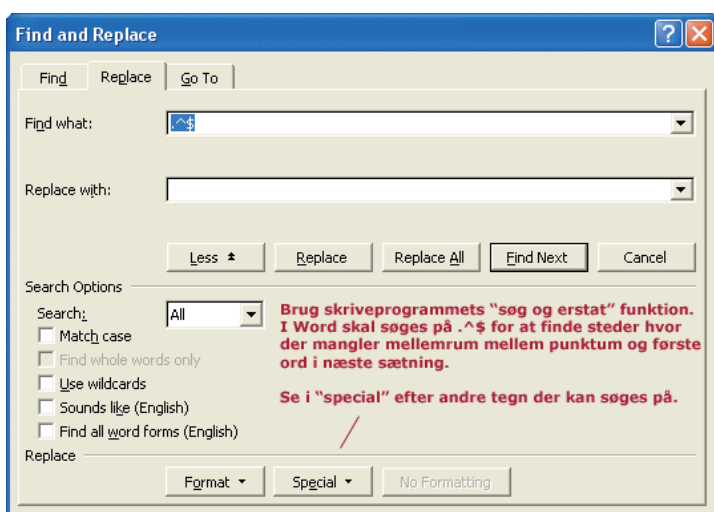 Find and Replace
Find Replace Go To
Find what: .^$
Replace with:
Less Replace Replace All Find Next Cancel
Search Options
Search: All
Match case
Find whole words only
Use wildcards
Sounds like (English)
Find all word forms (English)
Brug skriveprogrammets “søg og erstat” funktion.
I Word skal søges på .^$ for at finde steder hvor
der mangler mellemrum mellem punktum og første
ord i næste sætning.
Se i “special” efter andre tegn der kan søges på.
Replace
Format Special No Formatting